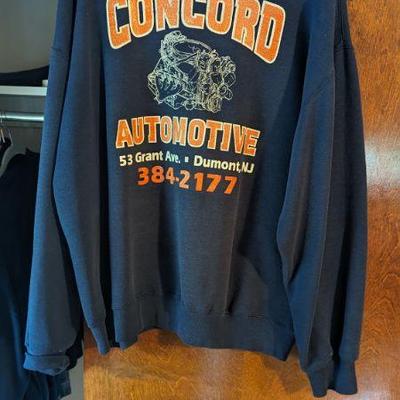 CONCORD
AUTOMOTIVE
53 Grant Ave. ▪ Dumont, NJ
384-2177